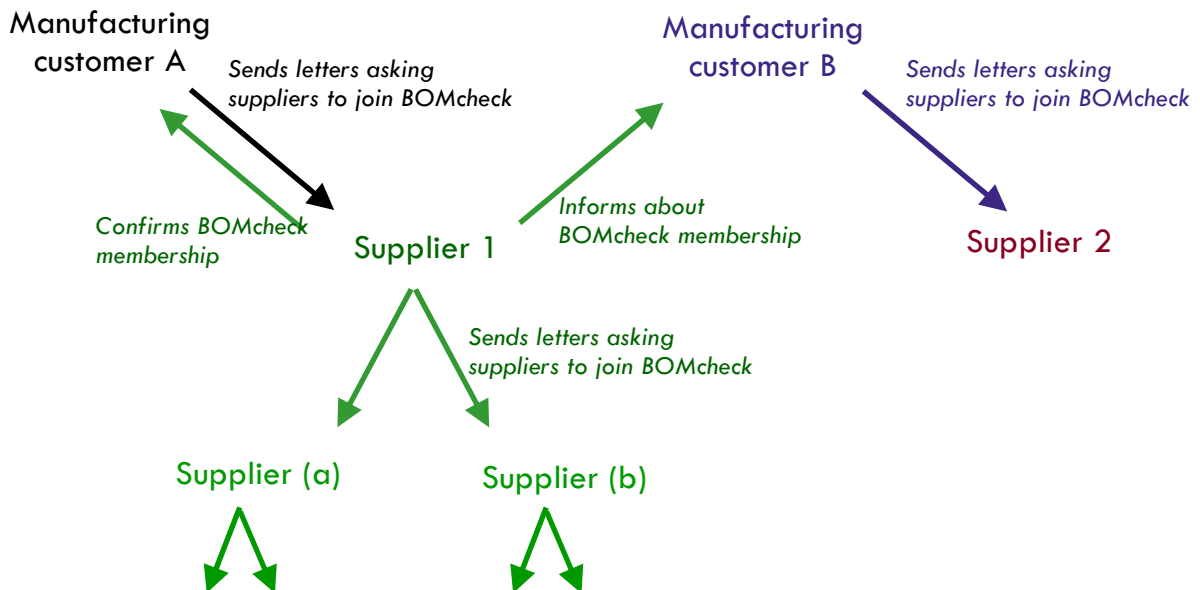 Manufacturing
customer A
Sends letters asking
suppliers to join BOMcheck
Manufacturing
customer B
Sends letters asking
suppliers to join BOMcheck
Confirms BOMcheck
membership
Supplier 1
Informs about
BOMcheck membership
Supplier 2
Sends letters asking
suppliers to join BOMcheck
Supplier (a)
Supplier (b)